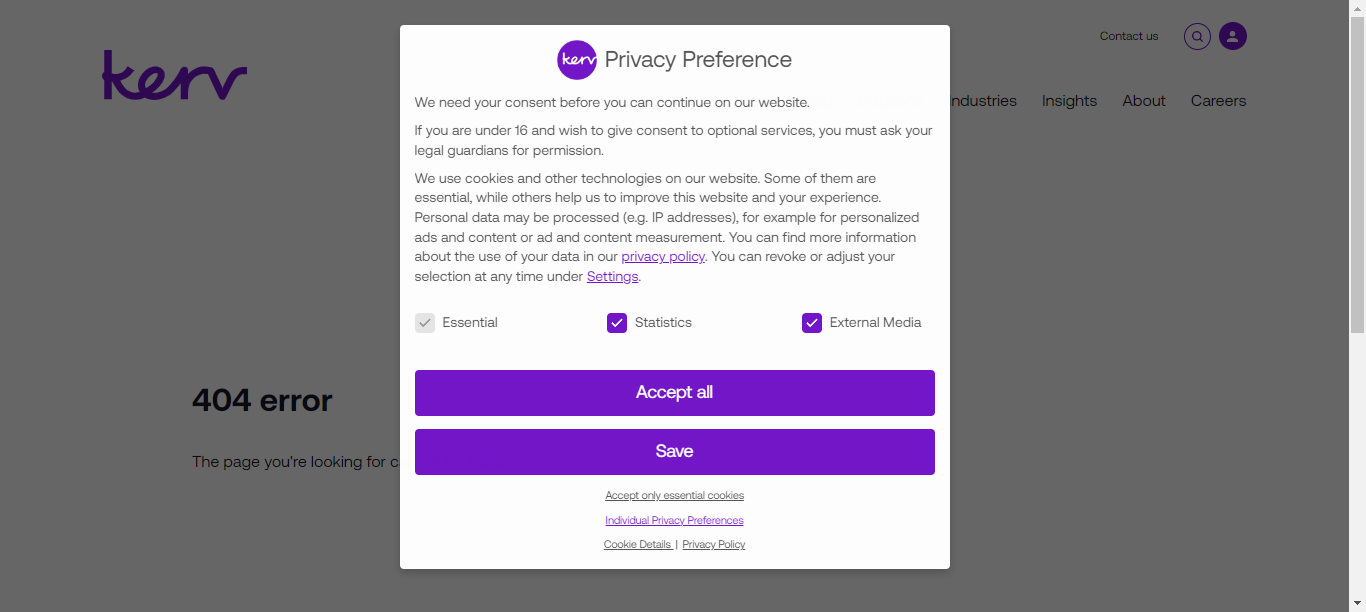 Contact us
kerv
Industries Insights About Careers
kerv Privacy Preference
We need your consent before you can continue on our website.
If you are under 16 and wish to give consent to optional services, you must ask your
legal guardians for permission.
We use cookies and other technologies on our website. Some of them are
essential, while others help us to improve this website and your experience.
Personal data may be processed (e.g. IP addresses), for example for personalized
ads and content or ad and content measurement. You can find more information
about the use of your data in our privacy policy. You can revoke or adjust your
selection at any time under Settings.
Essential Statistics External Media
Accept all
404 error
Save
The page you're looking for
Accept only essential cookies
Individual Privacy Preferences
Cookie Details | Privacy Policy